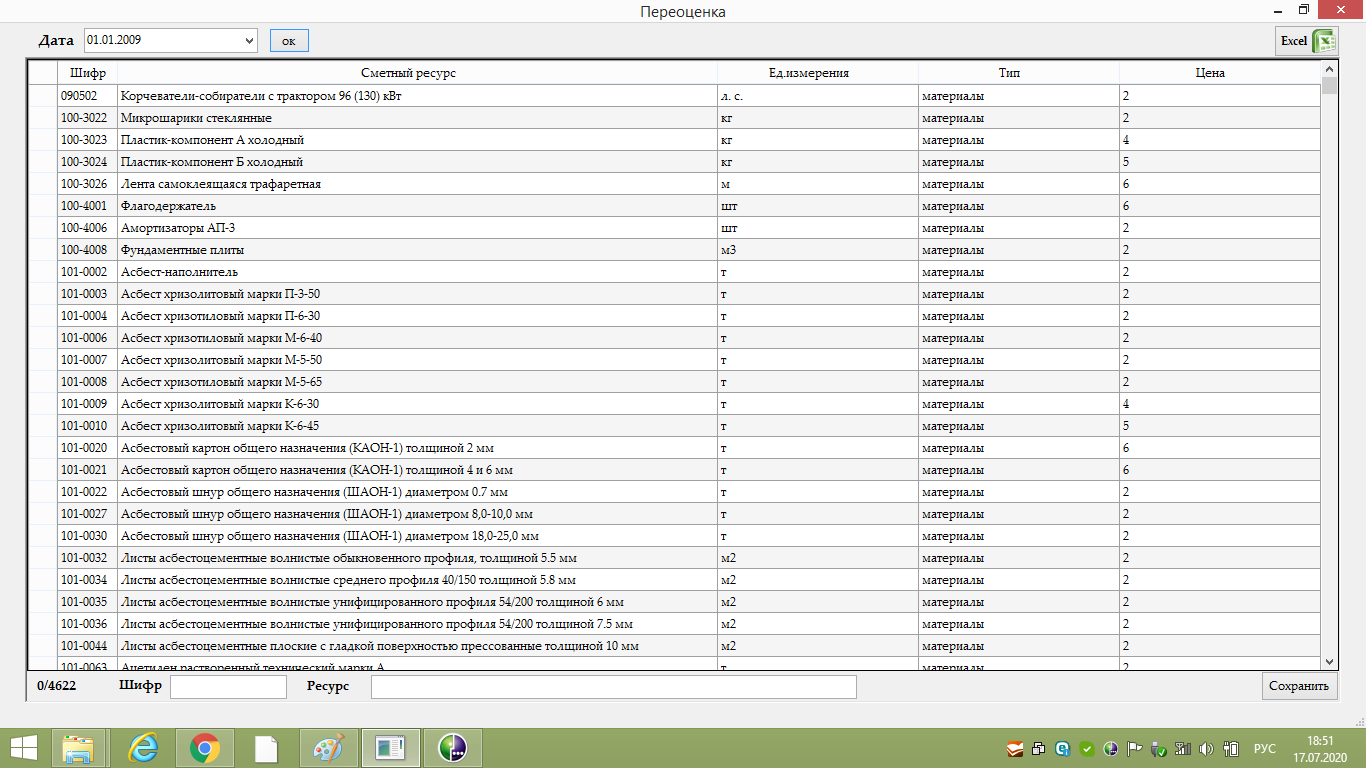 Переоценка
Дата 01.01.2009 ок Excel
Шифр Сметный ресурс Ед.измерения Тип Цена
090502 Корчеватели-собиратели с трактором 96 (130) кВт л. с. материалы 2
100-3022 Микрошарики стеклянные кг материалы 2
100-3023 Пластик-компонент А холодный кг материалы 4
100-3024 Пластик-компонент Б холодный кг материалы 5
100-3026 Лента самоклеящаяся трафаретная м материалы 6
100-4001 Флагодержатель шт материалы 6
100-4006 Амортизаторы АП-3 шт материалы 2
100-4008 Фундаментные плиты м3 материалы 2
101-0002 Асбест-наполнитель т материалы 2
101-0003 Асбест хризолитовый марки П-3-50 т материалы 2
101-0004 Асбест хризотиловый марки П-6-30 т материалы 2
101-0006 Асбест хризотиловый марки М-6-40 т материалы 2
101-0007 Асбест хризолитовый марки М-5-50 т материалы 2
101-0008 Асбест хризотиловый марки М-5-65 т материалы 2
101-0009 Асбест хризолитовый марки К-6-30 т материалы 4
101-0010 Асбест хризолитовый марки К-6-45 т материалы 5
101-0020 Асбестовый картон общего назначения (КАОН-1) толщиной 2 мм т материалы 6
101-0021 Асбестовый картон общего назначения (КАОН-1) толщиной 4 и 6 мм т материалы 6
101-0022 Асбестовый шнур общего назначения (ШАОН-1) диаметром 0.7 мм т материалы 2
101-0027 Асбестовый шнур общего назначения (ШАОН-1) диаметром 8,0-10,0 мм т материалы 2
101-0030 Асбестовый шнур общего назначения (ШАОН-1) диаметром 18,0-25,0 мм т материалы 2
101-0032 Листы асбестоцементные волнистые обыкновенного профиля, толщиной 5.5 мм м2 материалы 2
101-0034 Листы асбестоцементные волнистые среднего профиля 40/150 толщиной 5.8 мм м2 материалы 2
101-0035 Листы асбестоцементные волнистые унифицированного профиля 54/200 толщиной 6 мм м2 материалы 2
101-0036 Листы асбестоцементные волнистые унифицированного профиля 54/200 толщиной 7.5 мм м2 материалы 2
101-0044 Листы асбестоцементные плоские с гладкой поверхностью прессованные толщиной 10 мм м2 материалы 2
101-0063 Ацетилен растворенный технический марки А т материалы 2
0/4622 Шифр Ресурс Сохранить
РУС 18:51
17.07.2020